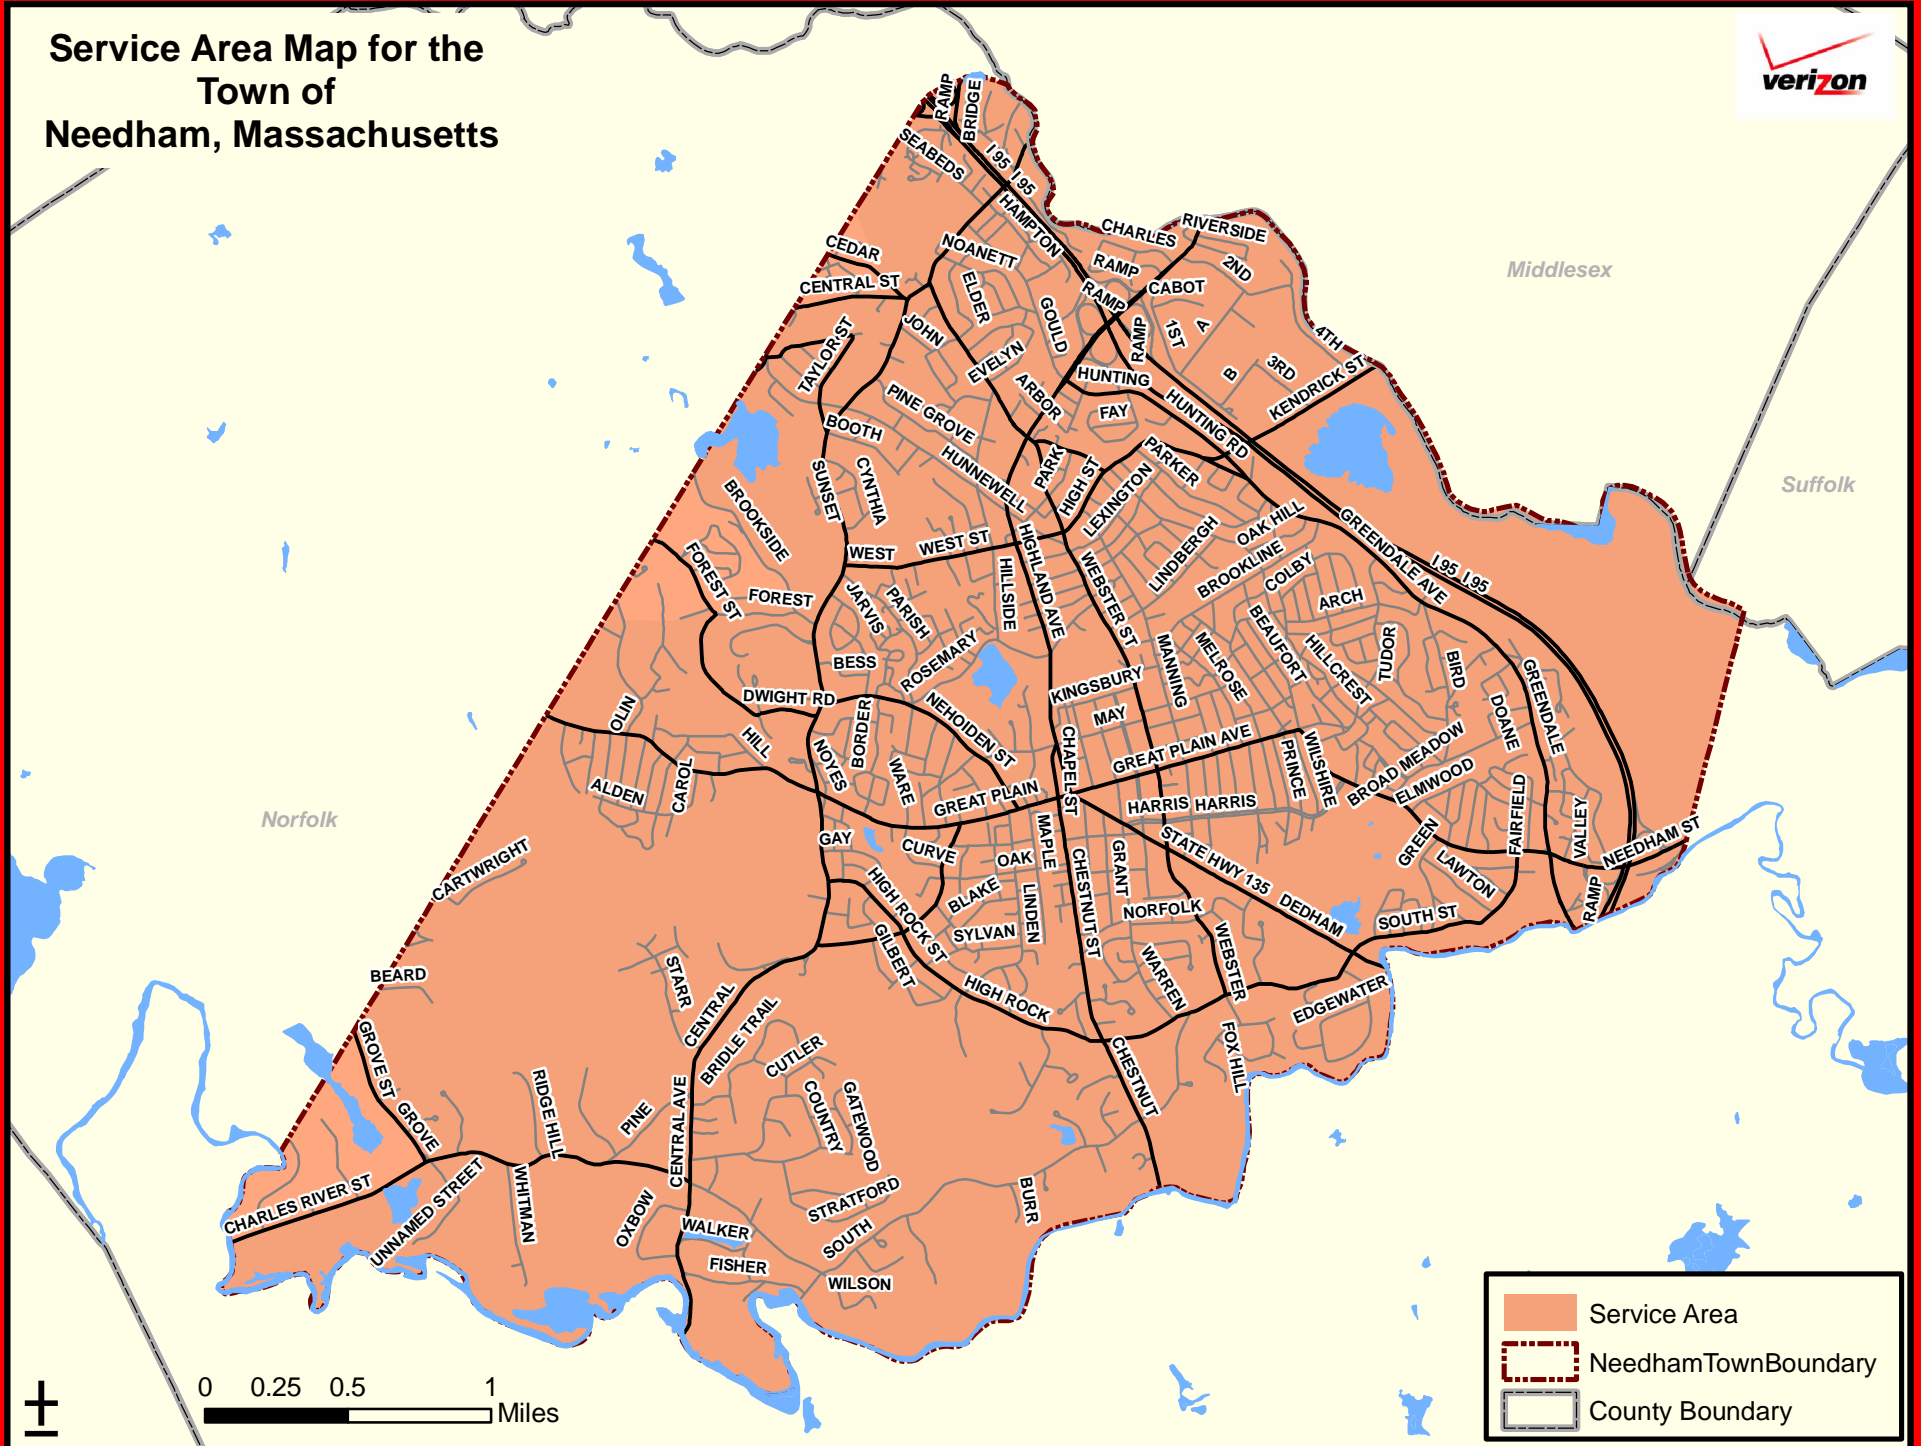 Service Area Map for the
Town of
Needham, Massachusetts
verizon
RAMP
BRIDGE
SEABEDS
I 95
I 95
HAMPTON
CHARLES
RIVERSIDE
CEDAR
NOANETT
RAMP
2ND
Middlesex
CENTRAL ST
ELDER
RAMP
CABOT
GOULD
JOHN
TAYLOR ST
RAMP
1ST
A
4TH
EVELYN
ARBOR
HUNTING
B
3RD
KENDRICK ST
PINE GROVE
FAY
HUNTING RD
BOOTH
HUNNEWELL
PARK
HIGH ST
PARKER
LEXINGTON
SUNSET
CYNTHIA
BROOKSIDE
Suffolk
OAK HILL
GREENDALE AVE
WEST
WEST ST
HIGHLAND AVE
LINDBERGH
BROOKLINE
COLBY
I 95
I 95
FOREST ST
FOREST
JARVIS
PARISH
HILLSIDE
WEBSTER ST
ARCH
BEAUFORT
HILLCREST
TUDOR
BESS
ROSEMARY
MANNING
MELROSE
BIRD
GREENDALE
DWIGHT RD
KINGSBURY
OLIN
HILL
NOYES
BORDER
NEHOIDEN ST
MAY
DOANE
CHAPEL ST
GREAT PLAIN AVE
PRINCE
WILSHIRE
BROAD MEADOW
ELMWOOD
ALDEN
CAROL
WARE
GREAT PLAIN
HARRIS
HARRIS
FAIRFIELD
VALLEY
NEEDHAM ST
Norfolk
GAY
CURVE
OAK
MAPLE
CHESTNUT ST
GRANT
STATE HWY 135
GREEN
LAWTON
CARTWRIGHT
HIGH ROCK ST
BLAKE
LINDEN
NORFOLK
DEDHAM
SOUTH ST
RAMP
GILBERT
SYLVAN
WARREN
WEBSTER
BEARD
STARR
CENTRAL
BRIDLE TRAIL
HIGH ROCK
EDGEWATER
GROVE ST
GROVE
RIDGE HILL
PINE
CENTRAL AVE
CUTLER
COUNTRY
GATEWOOD
CHESTNUT
FOX HILL
CHARLES RIVER ST
UNNAMED STREET
WHITMAN
OXBOW
WALKER
STRATFORD
SOUTH
BURR
FISHER
WILSON
Service Area
NeedhamTownBoundary
County Boundary
0 0.25 0.5 1
Miles